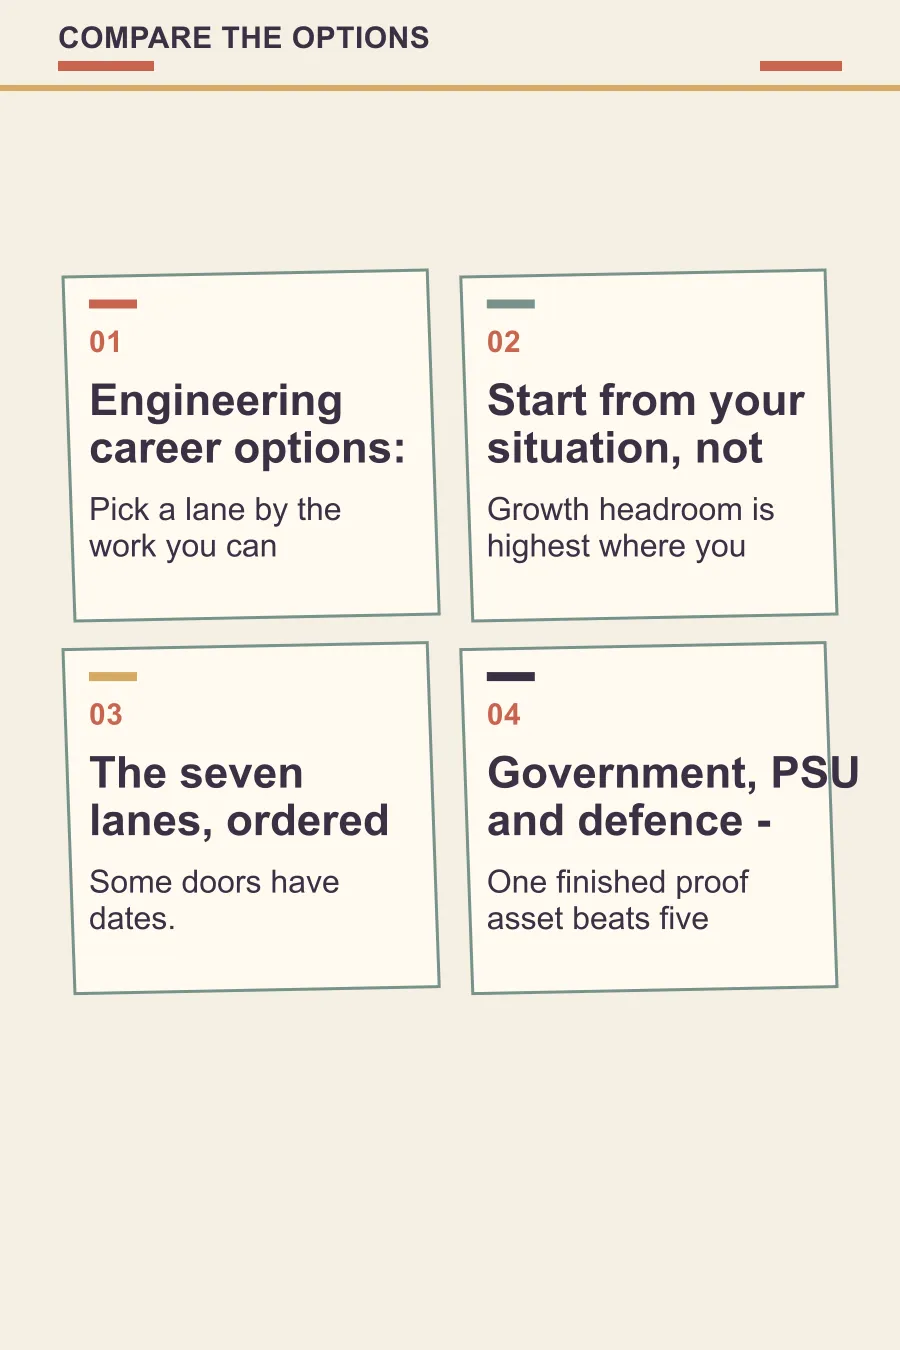 COMPARE THE OPTIONS
01
Engineering
career options:
Pick a lane by the
work you can
02
Start from your
situation, not
Growth headroom is
highest where you
03
The seven
lanes, ordered
Some doors have
dates.
04
Government, PSU
and defence -
One finished proof
asset beats five